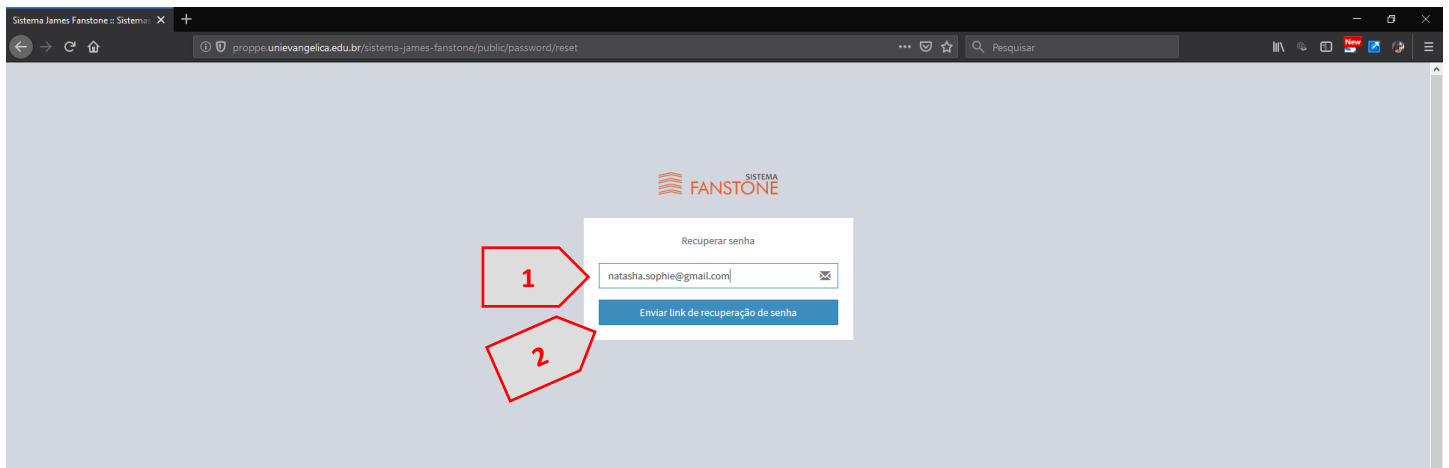 Sistema James Fanstone :: Sistema
proppe.unievangelica.edu.br/sistema-james-fanstone/public/password/reset
Pesquisar
New
SISTEMA
FANSTONE
Recuperar senha
1
natasha.sophie@gmail.com
Enviar link de recuperação de senha
2